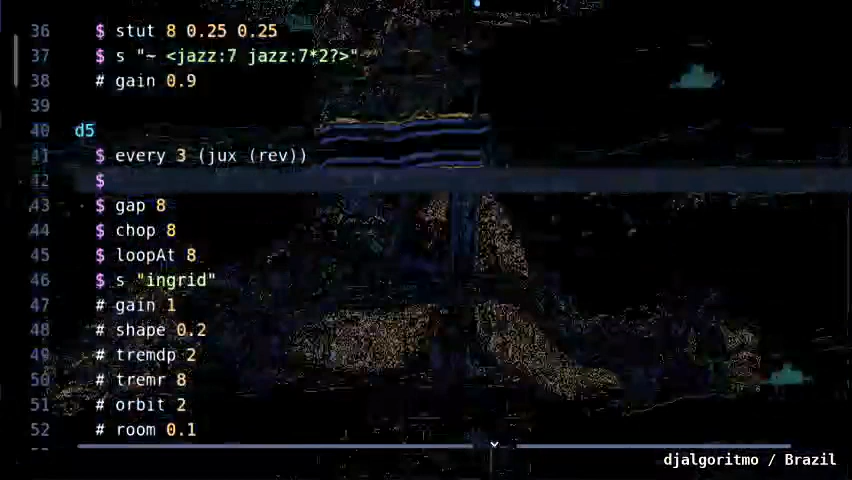 36 $ stut 8 0.25 0.25
37 $ s "~ <jazz:7 jazz:7*2?>"
38 # gain 0.9
39
40 d5
41 $ every 3 (jux (rev))
42 $
43 $ gap 8
44 $ chop 8
45 $ loopAt 8
46 $ s "ingrid"
47 # gain 1
48 # shape 0.2
49 # tremdp 2
50 # tremr 8
51 # orbit 2
52 # room 0.1
djalgoritmo / Brazil